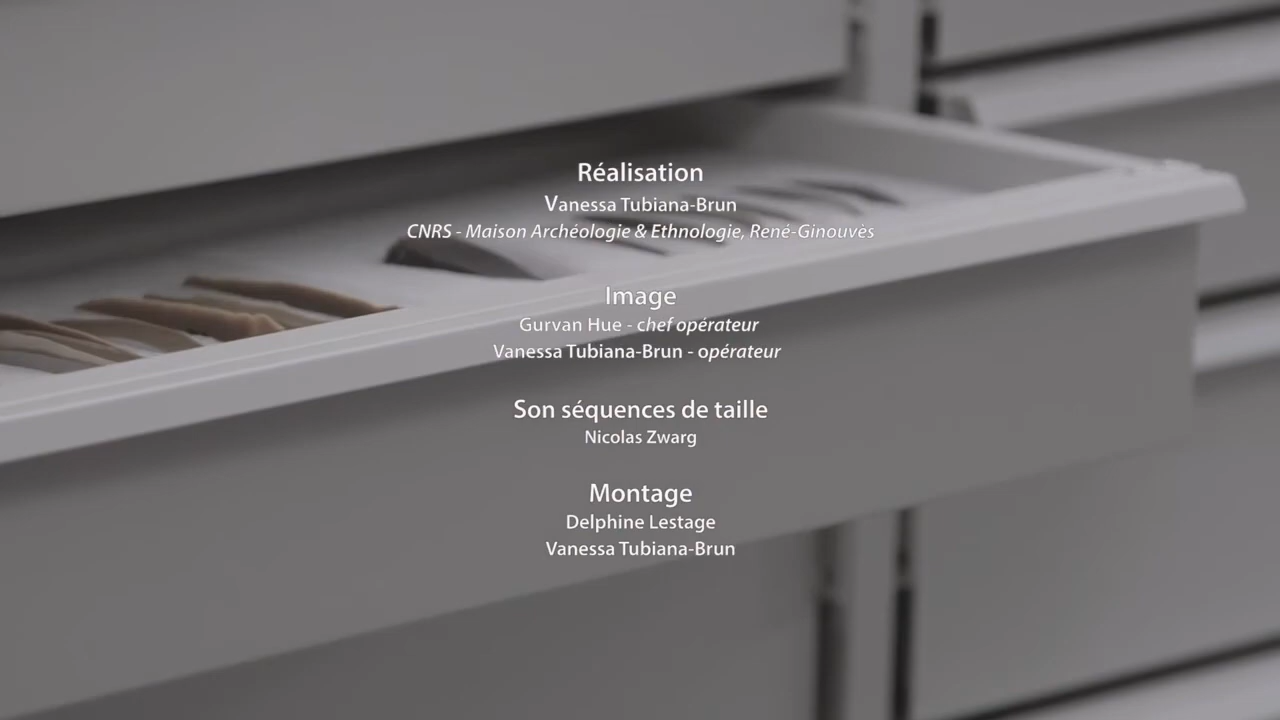 Réalisation
Vanessa Tubiana-Brun
CNRS - Maison Archéologie & Ethnologie, René-Ginouvès
Image
Gurvan Hue - chef opérateur
Vanessa Tubiana-Brun - opérateur
Son séquences de taille
Nicolas Zwarg
Montage
Delphine Lestage
Vanessa Tubiana-Brun